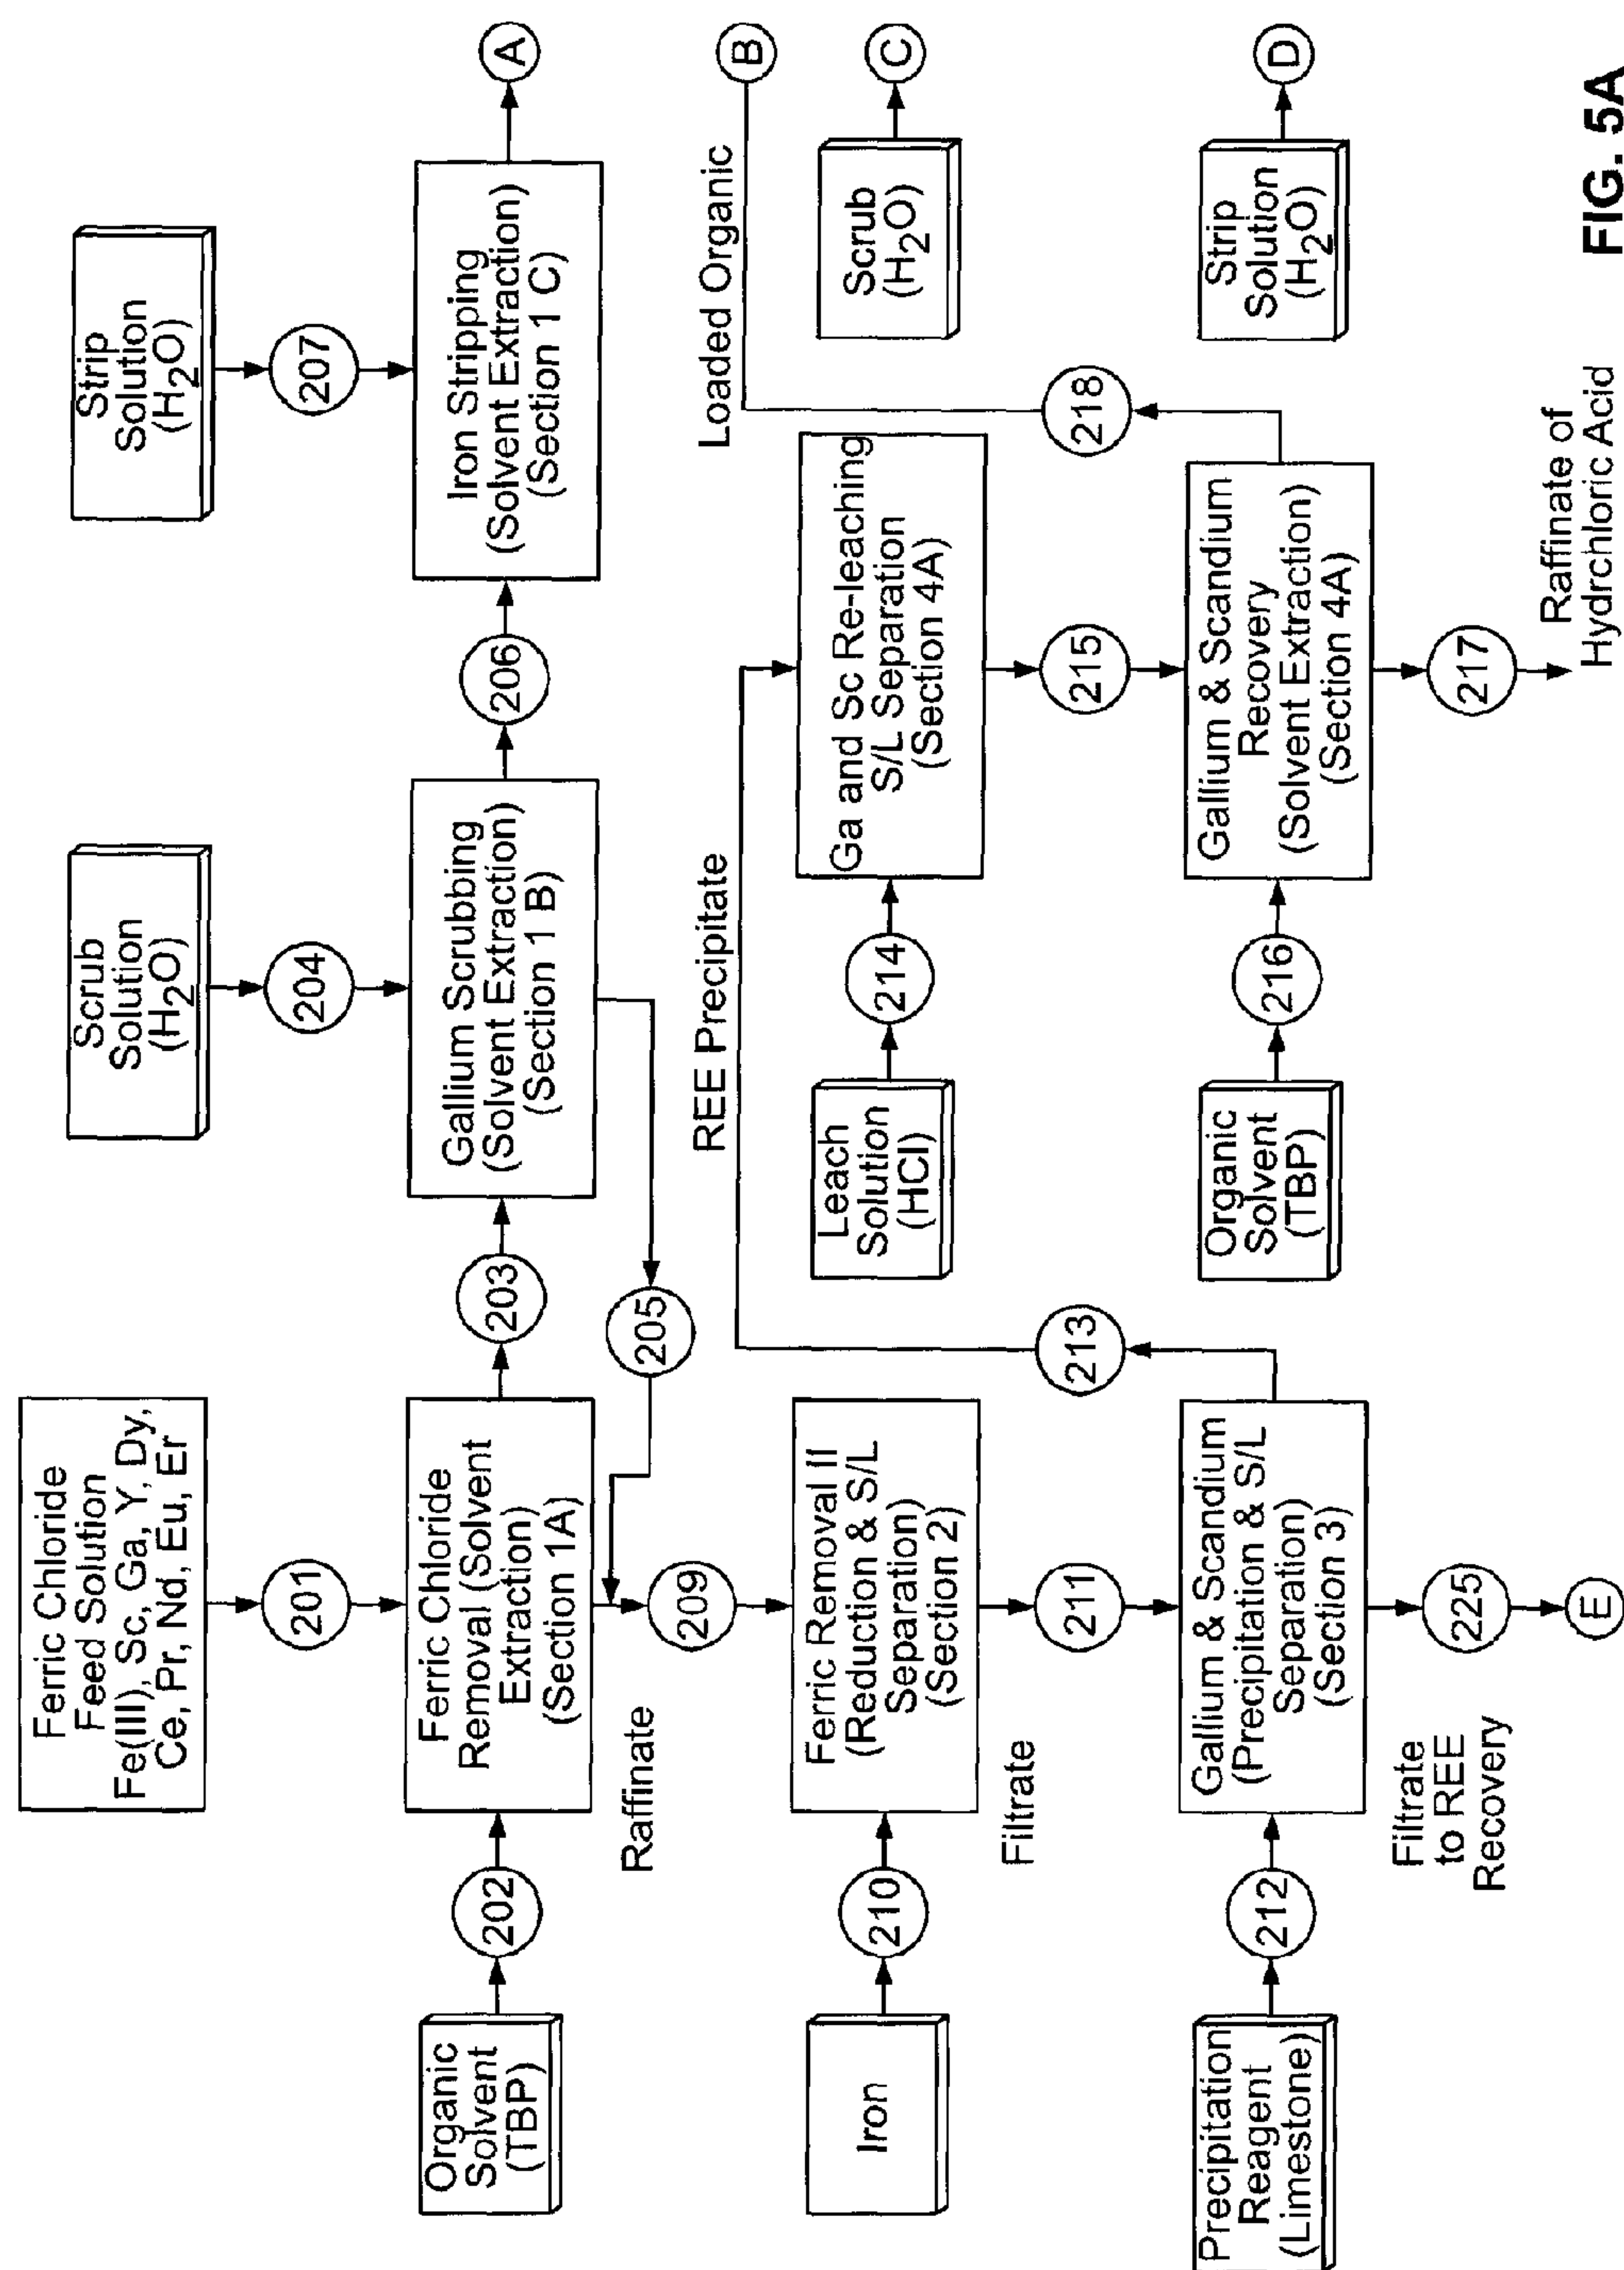 Ferric Chloride
Feed Solution
Fe(III), Sc, Ga, Y, Dy,
Ce, Pr, Nd, Eu, Er
201
Scrub
Solution
(H2O)
204
Strip
Solution
(H2O)
207
Organic
Solvent
(TBP)
202
Ferric Chloride
Removal (Solvent
Extraction)
(Section 1A)
203
Gallium Scrubbing
(Solvent Extraction)
(Section 1 B)
206
Iron Stripping
(Solvent Extraction)
(Section 1 C)
A
205
Raffinate
209
REE Precipitate
Loaded Organic
B
Iron
210
Ferric Removal II
(Reduction & S/L
Separation)
(Section 2)
Leach
Solution
(HCl)
214
Ga and Sc Re-leaching
S/L Separation
(Section 4A)
Scrub
(H2O)
C
Filtrate
211
213
215
218
Precipitation
Reagent
(Limestone)
212
Gallium & Scandium
(Precipitation & S/L
Separation)
(Section 3)
Organic
Solvent
(TBP)
216
Gallium & Scandium
Recovery
(Solvent Extraction)
(Section 4A)
Strip
Solution
(H2O)
D
Filtrate
to REE
Recovery
225
E
217
Raffinate of
Hydrchloric Acid
FIG. 5A